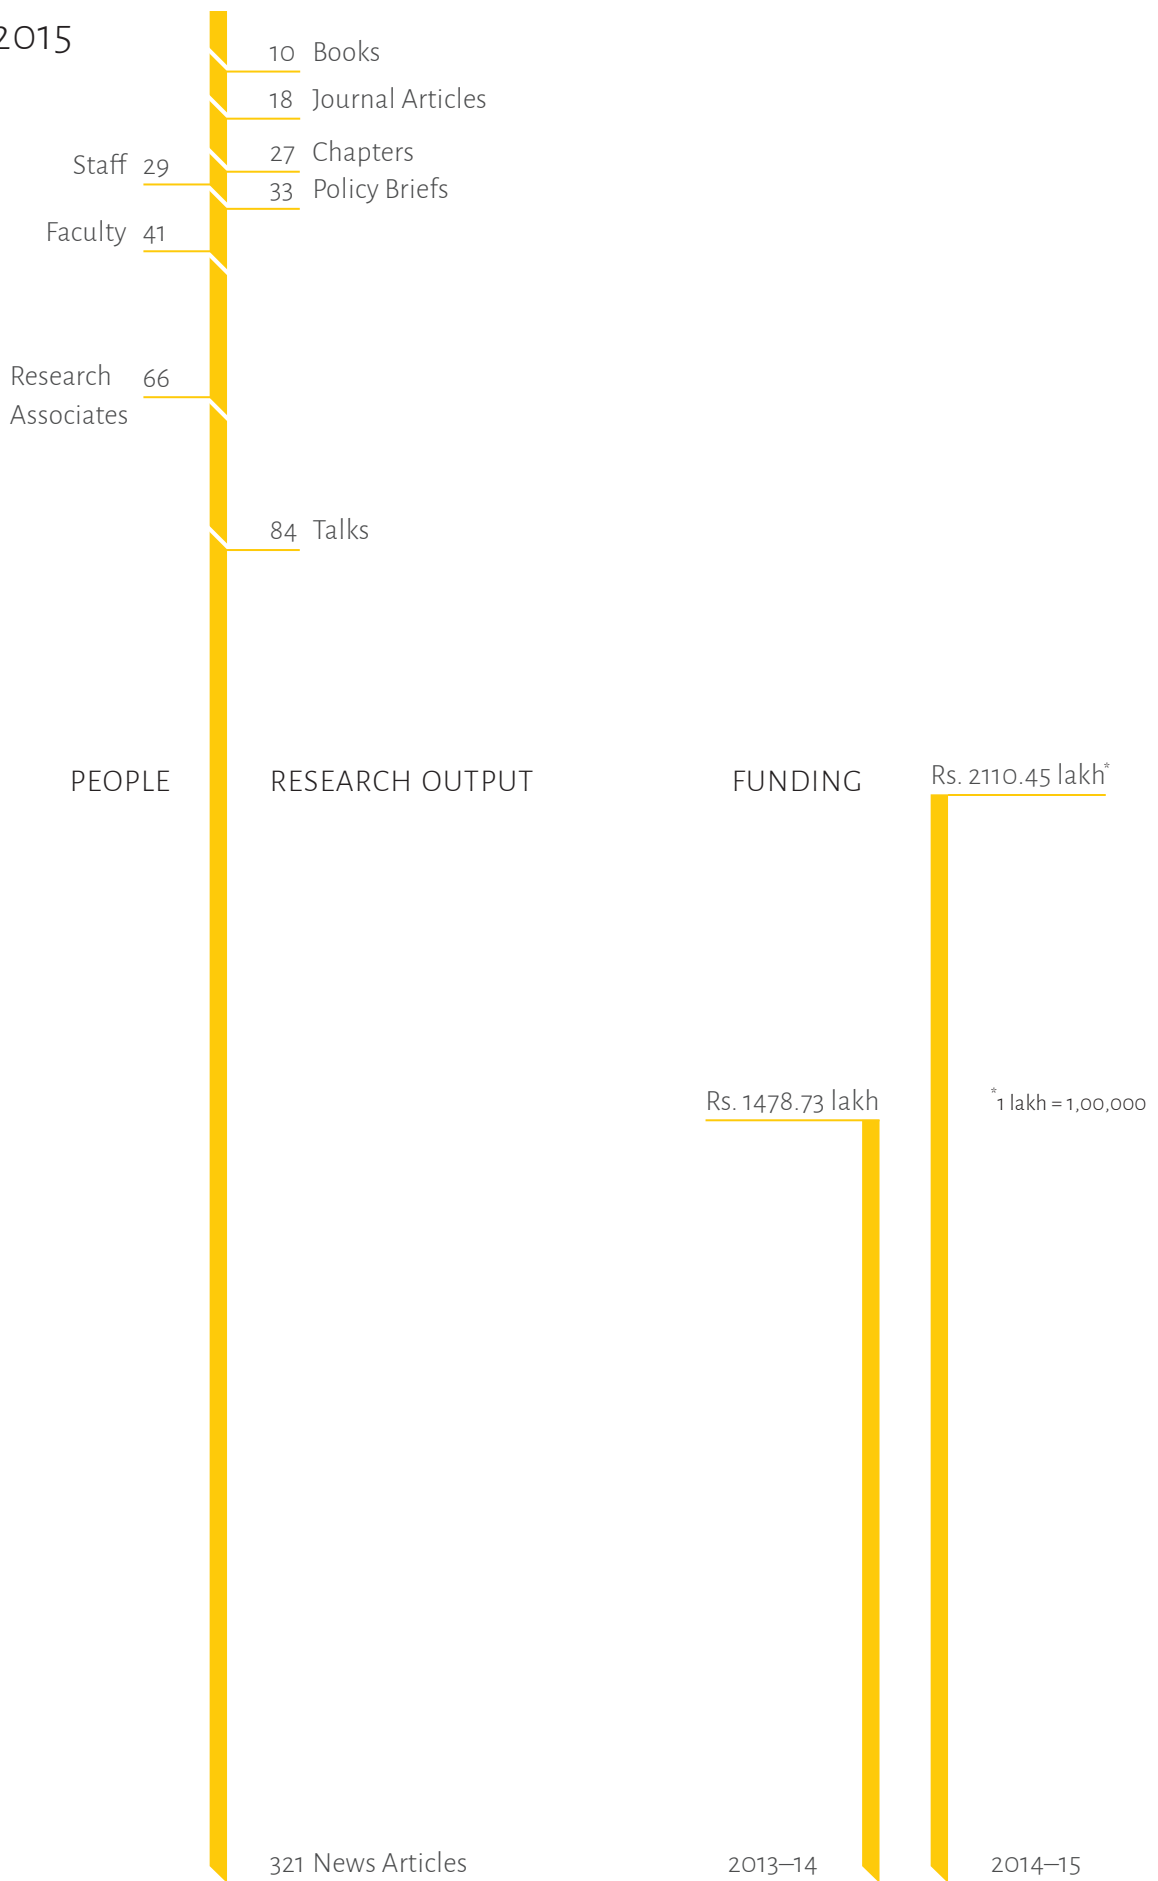 2015
10 Books
18 Journal Articles
27 Chapters
Staff 29
33 Policy Briefs
Faculty 41
Research 66
Associates
84 Talks
PEOPLE
RESEARCH OUTPUT
FUNDING
Rs. 2110.45 lakh*
Rs. 1478.73 lakh
*1 lakh = 1,00,000
321 News Articles
2013–14
2014–15